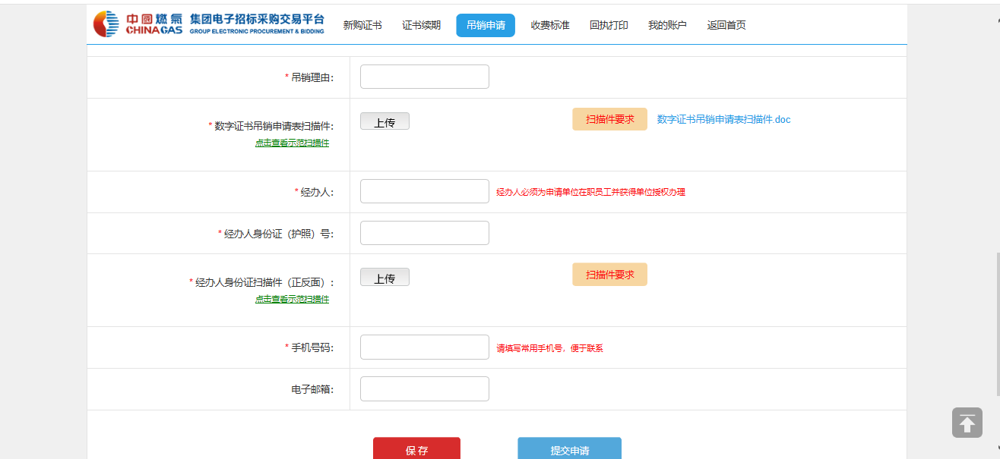 中國燃氣 集团电子招标采购交易平台
CHINAGAS GROUP ELECTRONIC PROCUREMENT & BIDDING
新购证书 证书续期 吊销申请 收费标准 回执打印 我的账户 返回首页
* 吊销理由:
* 数字证书吊销申请表扫描件: 上传 扫描件要求 数字证书吊销申请表扫描件.doc
点击查看示范扫描件
* 经办人: 经办人必须为申请单位在职员工并获得单位授权办理
* 经办人身份证（护照）号:
* 经办人身份证扫描件（正反面）: 上传 扫描件要求
点击查看示范扫描件
* 手机号码: 请填写常用手机号，便于联系
电子邮箱:
保 存 提交申请